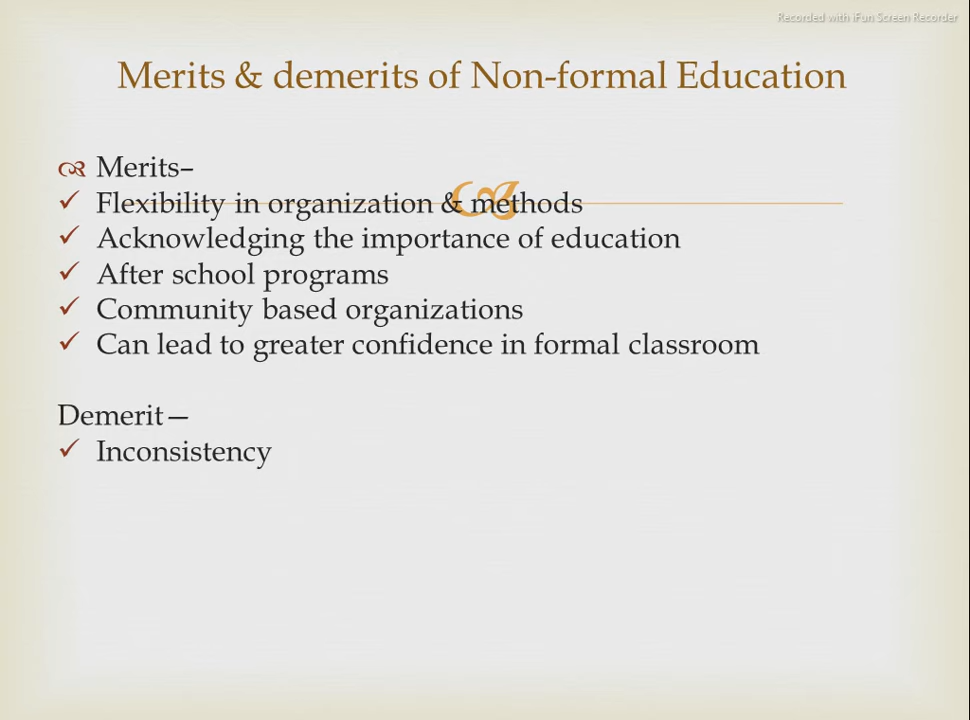 Recorded with iFun Screen Recorder
Merits & demerits of Non-formal Education
Merits–
✓ Flexibility in organization & methods
✓ Acknowledging the importance of education
✓ After school programs
✓ Community based organizations
✓ Can lead to greater confidence in formal classroom
Demerit—
✓ Inconsistency